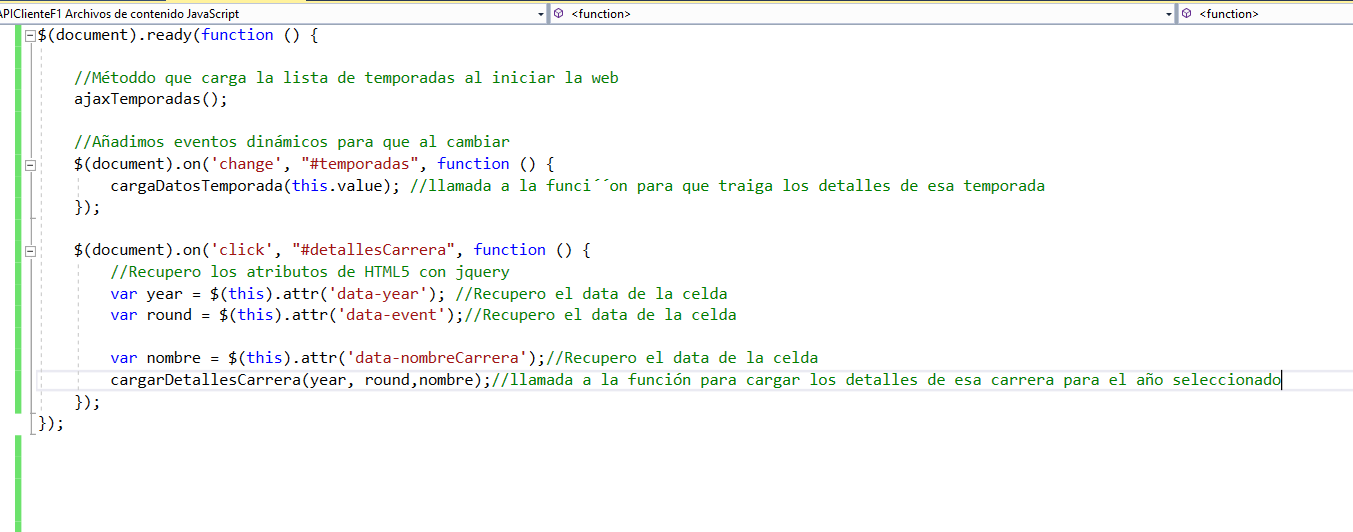 APIClienteF1 Archivos de contenido JavaScript
<function>
<function>
$(document).ready(function () {
//Métoddo que carga la lista de temporadas al iniciar la web
ajaxTemporadas();
//Añadimos eventos dinámicos para que al cambiar
$(document).on('change', "#temporadas", function () {
cargaDatosTemporada(this.value); //llamada a la funci´´on para que traiga los detalles de esa temporada
});
$(document).on('click', "#detallesCarrera", function () {
//Recupero los atributos de HTML5 con jquery
var year = $(this).attr('data-year'); //Recupero el data de la celda
var round = $(this).attr('data-event');//Recupero el data de la celda
var nombre = $(this).attr('data-nombreCarrera');//Recupero el data de la celda
cargarDetallesCarrera(year, round,nombre);//llamada a la función para cargar los detalles de esa carrera para el año seleccionado
});
});